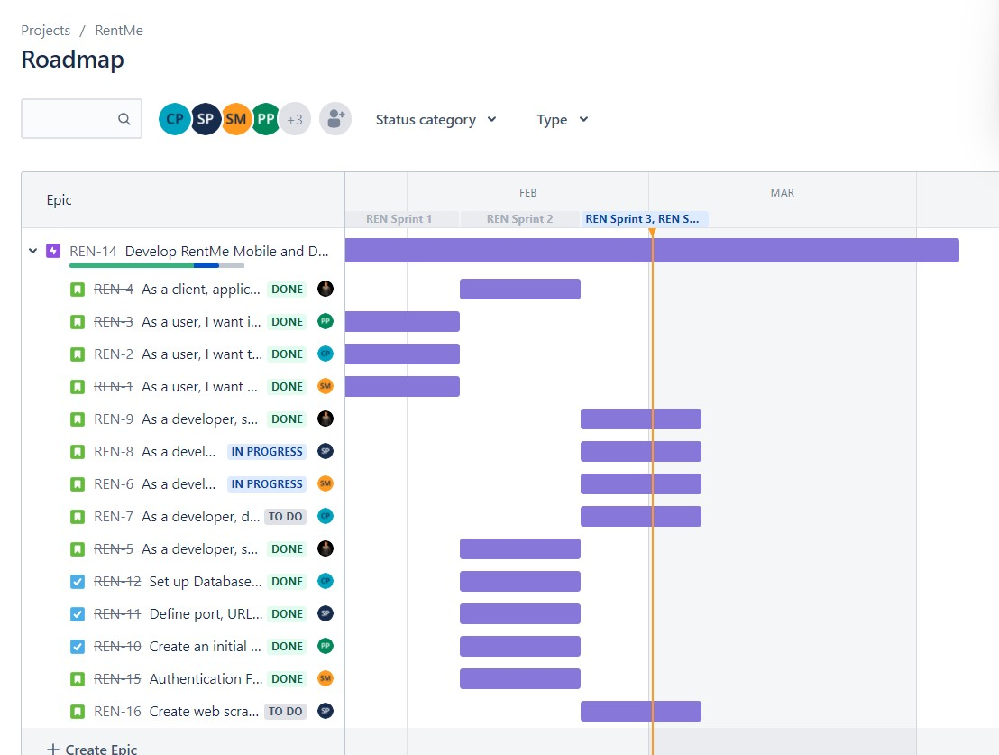 Projects / RentMe
Roadmap
CP SP SM PP +3 Status category Type
Epic
FEB MAR
REN Sprint 1 REN Sprint 2 REN Sprint 3, REN S...
REN-14 Develop RentMe Mobile and D...
REN-4 As a client, applic... DONE
REN-3 As a user, I want i... DONE PP
REN-2 As a user, I want t... DONE CP
REN-1 As a user, I want ... DONE SM
REN-9 As a developer, s... DONE
REN-8 As a devel... IN PROGRESS SP
REN-6 As a devel... IN PROGRESS SM
REN-7 As a developer, d... TO DO CP
REN-5 As a developer, s... DONE
REN-12 Set up Database... DONE CP
REN-11 Define port, URL... DONE SP
REN-10 Create an initial ... DONE PP
REN-15 Authentication F... DONE SM
REN-16 Create web scra... TO DO SP
+ Create Epic